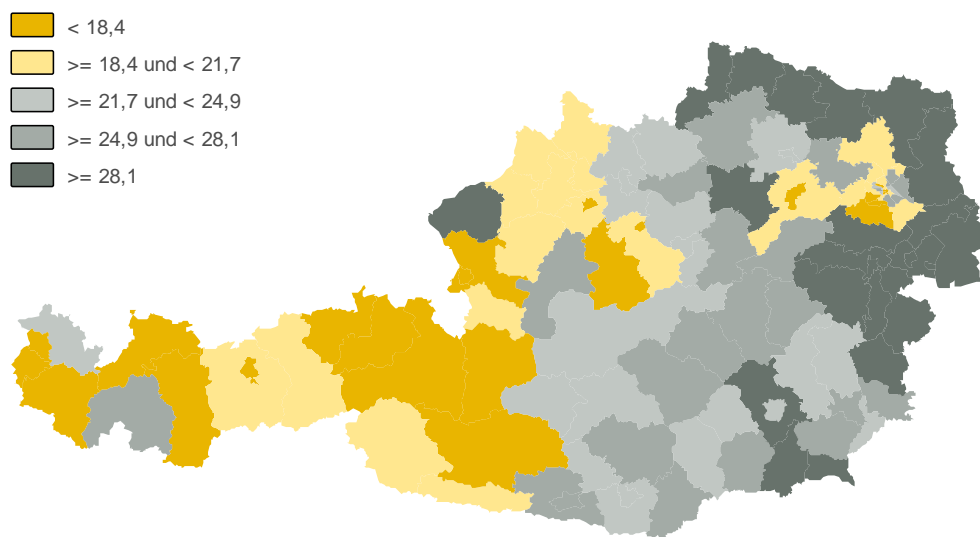 < 18,4
>= 18,4 und < 21,7
>= 21,7 und < 24,9
>= 24,9 und < 28,1
>= 28,1